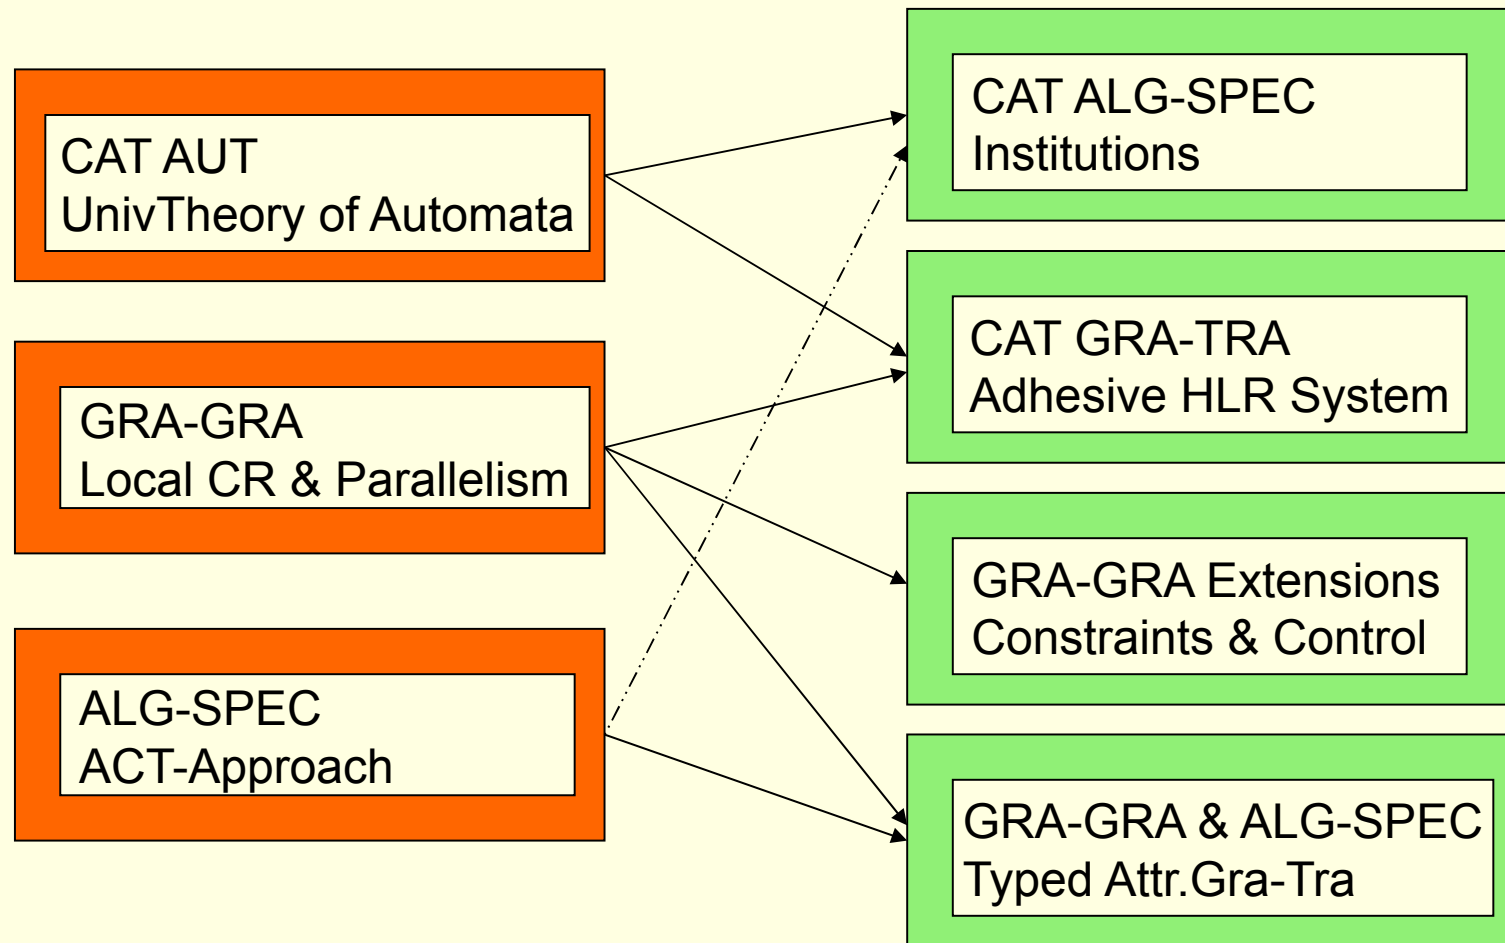 CAT AUT
UnivTheory of Automata
GRA-GRA
Local CR & Parallelism
ALG-SPEC
ACT-Approach
CAT ALG-SPEC
Institutions
CAT GRA-TRA
Adhesive HLR System
GRA-GRA Extensions
Constraints & Control
GRA-GRA & ALG-SPEC
Typed Attr.Gra-Tra